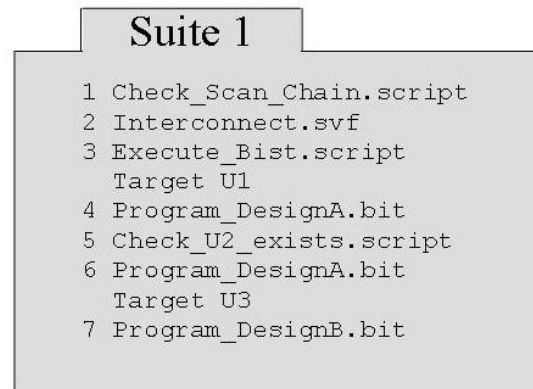 Suite 1
1 Check_Scan_Chain.script
2 Interconnect.svf
3 Execute_Bist.script
Target U1
4 Program_DesignA.bit
5 Check_U2_exists.script
6 Program_DesignA.bit
Target U3
7 Program_DesignB.bit